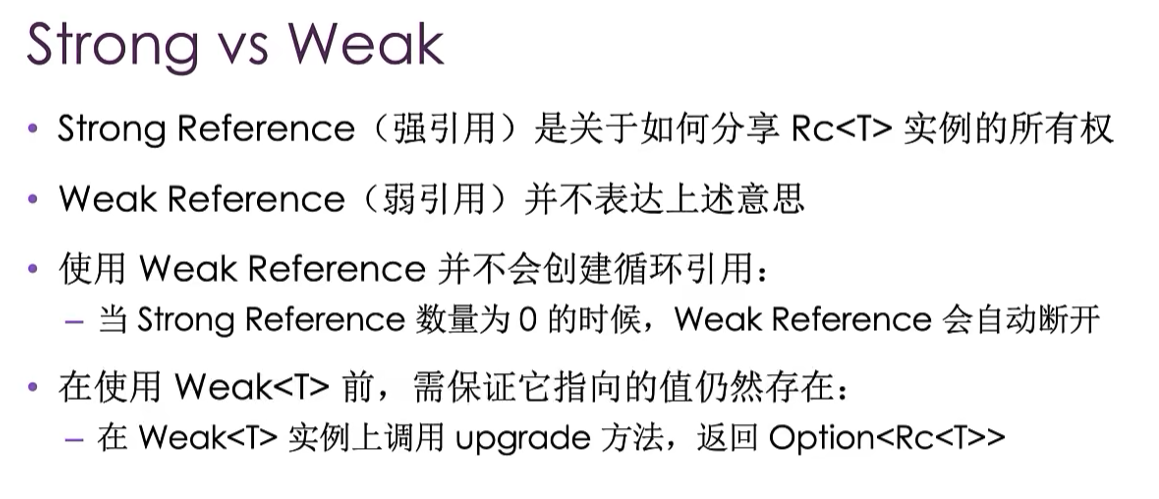 Strong vs Weak
• Strong Reference（强引用）是关于如何分享 Rc<T> 实例的所有权
• Weak Reference（弱引用）并不表达上述意思
• 使用 Weak Reference 并不会创建循环引用：
– 当 Strong Reference 数量为 0 的时候，Weak Reference 会自动断开
• 在使用 Weak<T> 前，需保证它指向的值仍然存在：
– 在 Weak<T> 实例上调用 upgrade 方法，返回 Option<Rc<T>>